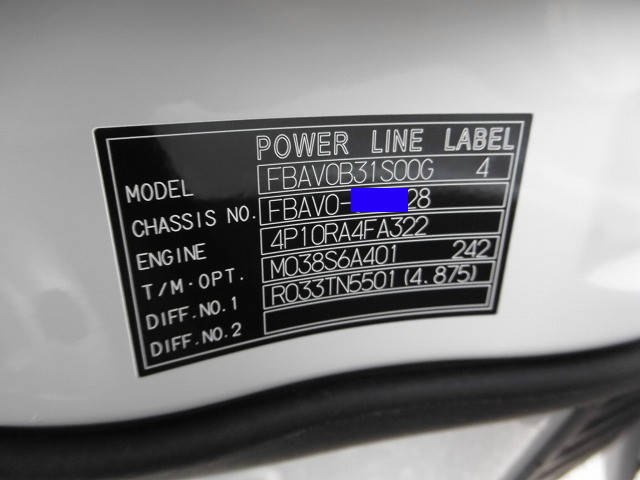 POWER LINE LABEL
MODEL FBAV0B31S00G 4
CHASSIS NO. FBAV0- 28
ENGINE 4P10RA4FA322
T/M·OPT. M038S6A401 242
DIFF.NO.1 R033TN5501(4.875)
DIFF.NO.2